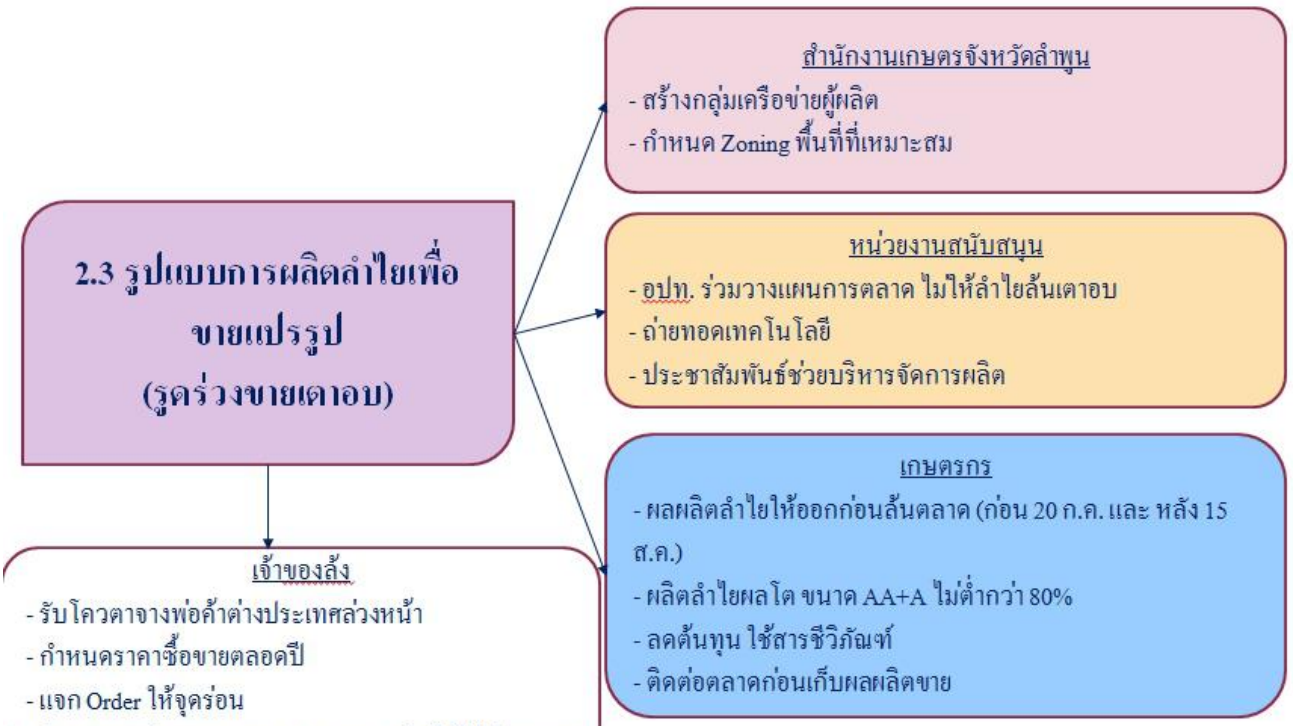 2.3 รูปแบบการผลิตลำไยเพื่อ
ขายแปรรูป
(รูดร่วงขายเตาอบ)
สำนักงานเกษตรจังหวัดลำพูน
- สร้างกลุ่มเครือข่ายผู้ผลิต
- กำหนด Zoning พื้นที่ที่เหมาะสม
หน่วยงานสนับสนุน
- อปท. ร่วมวางแผนการตลาด ไม่ให้ลำไยล้นเตาอบ
- ถ่ายทอดเทคโนโลยี
- ประชาสัมพันธ์ช่วยบริหารจัดการผลิต
เกษตรกร
- ผลผลิตลำไยให้ออกก่อนล้นตลาด (ก่อน 20 ก.ค. และ หลัง 15
ส.ค.)
- ผลิตลำไยผลโต ขนาด AA+A ไม่ต่ำกว่า 80%
- ลดต้นทุน ใช้สารชีวิภัณฑ์
- ติดต่อตลาดก่อนเก็บผลผลิตขาย
เจ้าของลัง
- รับโควตาจางพ่อค้าต่างประเทศล่วงหน้า
- กำหนดราคาซื้อขายตลอดปี
- แจก Order ให้จุดร่อน